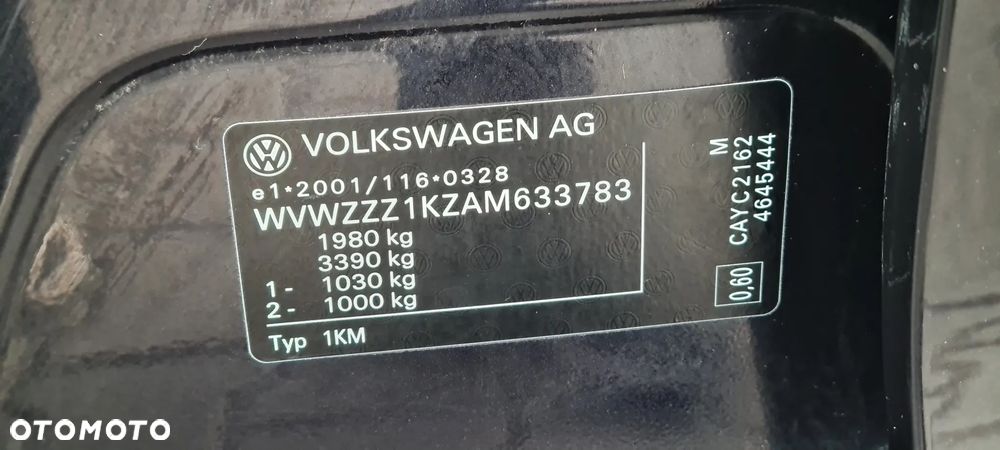 VOLKSWAGEN AG
e1*2001/116*0328
WVWZZZ1KZAM633783
1980 kg
3390 kg
1- 1030 kg
2- 1000 kg
Typ 1KM
M
0,60 CAYC2162
4645444
OTOMOTO